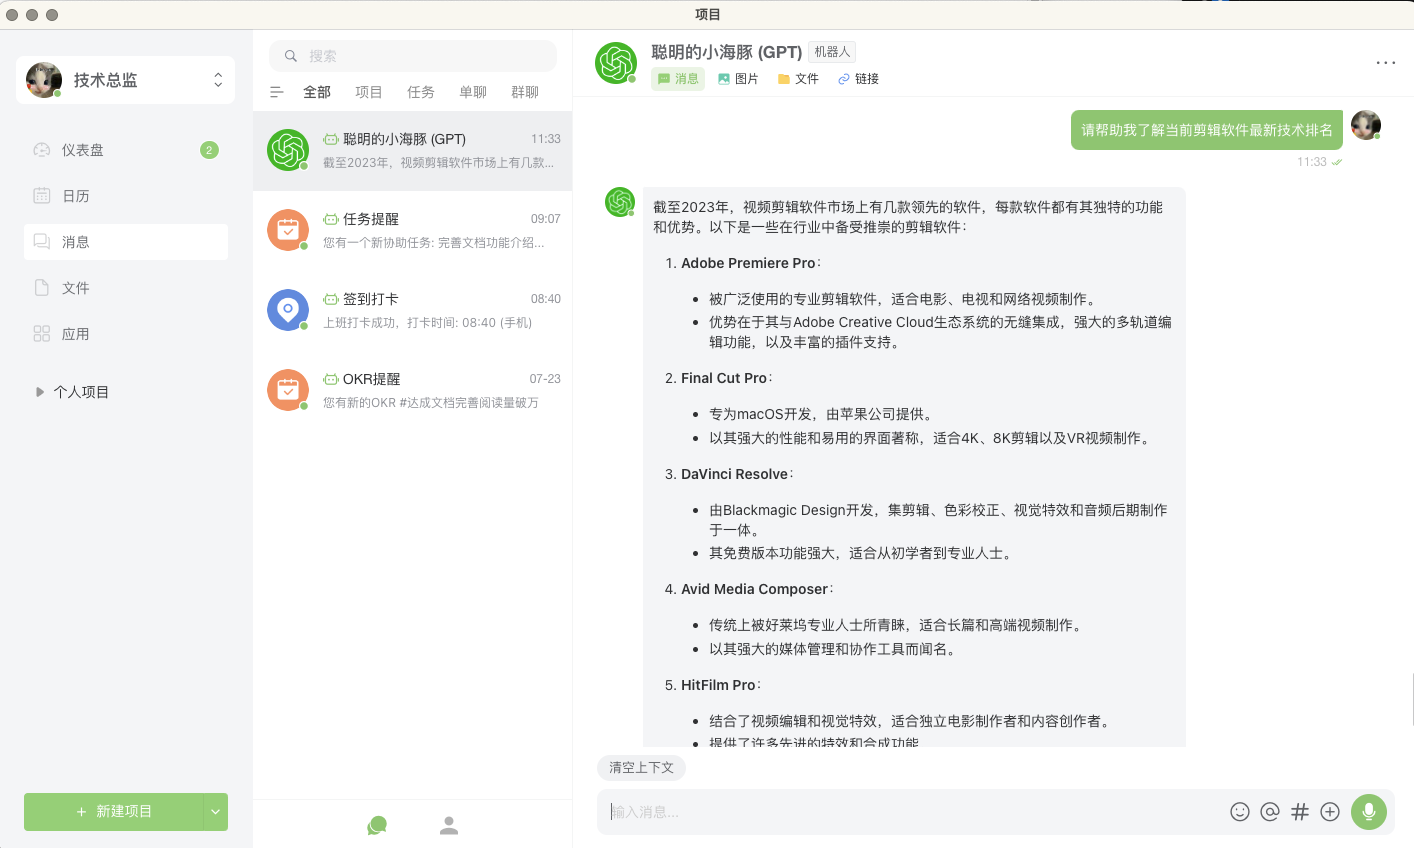 项目
技术总监
仪表盘
2
日历
消息
文件
应用
个人项目
+ 新建项目
搜索
全部 项目 任务 单聊 群聊
聪明的小海豚 (GPT) 11:33
截至2023年，视频剪辑软件市场上有几款...
任务提醒 09:07
您有一个新协助任务: 完善文档功能介绍...
签到打卡 08:40
上班打卡成功，打卡时间: 08:40 (手机)
OKR提醒 07-23
您有新的OKR #达成文档完善阅读量破万
聪明的小海豚 (GPT) 机器人
消息 图片 文件 链接
请帮助我了解当前剪辑软件最新技术排名
11:33
截至2023年，视频剪辑软件市场上有几款领先的软件，每款软件都有其独特的功能
和优势。以下是一些在行业中备受推崇的剪辑软件：
1. Adobe Premiere Pro：
• 被广泛使用的专业剪辑软件，适合电影、电视和网络视频制作。
• 优势在于其与Adobe Creative Cloud生态系统的无缝集成，强大的多轨道编
辑功能，以及丰富的插件支持。
2. Final Cut Pro：
• 专为macOS开发，由苹果公司提供。
• 以其强大的性能和易用的界面著称，适合4K、8K剪辑以及VR视频制作。
3. DaVinci Resolve：
• 由Blackmagic Design开发，集剪辑、色彩校正、视觉特效和音频后期制作
于一体。
• 其免费版本功能强大，适合从初学者到专业人士。
4. Avid Media Composer：
• 传统上被好莱坞专业人士所青睐，适合长篇和高端视频制作。
• 以其强大的媒体管理和协作工具而闻名。
5. HitFilm Pro：
• 结合了视频编辑和视觉特效，适合独立电影制作者和内容创作者。
• 提供了许多先进的特效和合成功能
清空上下文
输入消息...